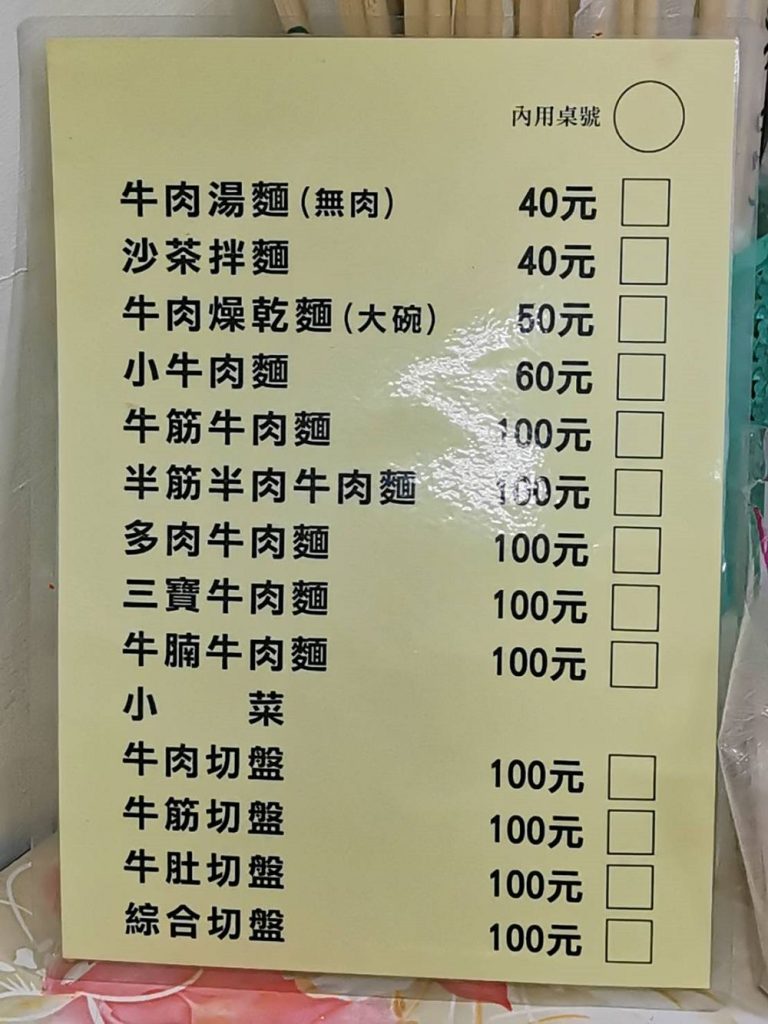 內用桌號
牛肉湯麵(無肉) 40元
沙茶拌麵 40元
牛肉燥乾麵(大碗) 50元
小牛肉麵 60元
牛筋牛肉麵 100元
半筋半肉牛肉麵 100元
多肉牛肉麵 100元
三寶牛肉麵 100元
牛腩牛肉麵 100元
小 菜
牛肉切盤 100元
牛筋切盤 100元
牛肚切盤 100元
綜合切盤 100元